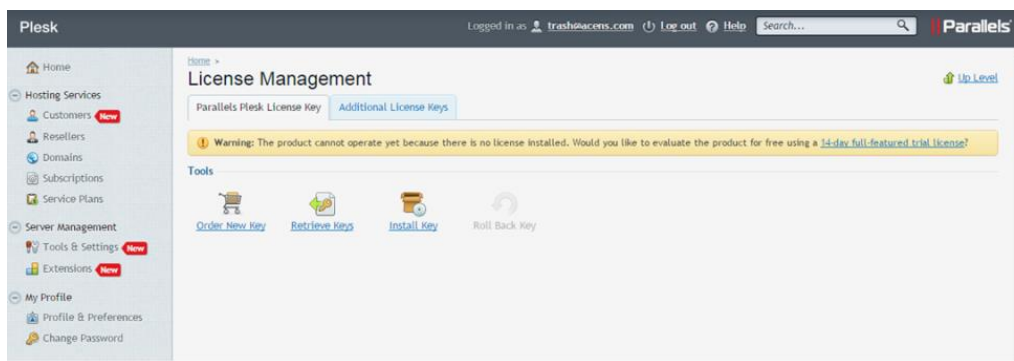 Plesk
Logged in as trash@acens.com Log out Help Search... Parallels
Home
Hosting Services
Customers New
Resellers
Domains
Subscriptions
Service Plans
Server Management
Tools & Settings New
Extensions New
My Profile
Profile & Preferences
Change Password
Home >
License Management
Up Level
Parallels Plesk License Key Additional License Keys
Warning: The product cannot operate yet because there is no license installed. Would you like to evaluate the product for free using a 14-day full-featured trial license?
Tools
Order New Key Retrieve Keys Install Key Roll Back Key